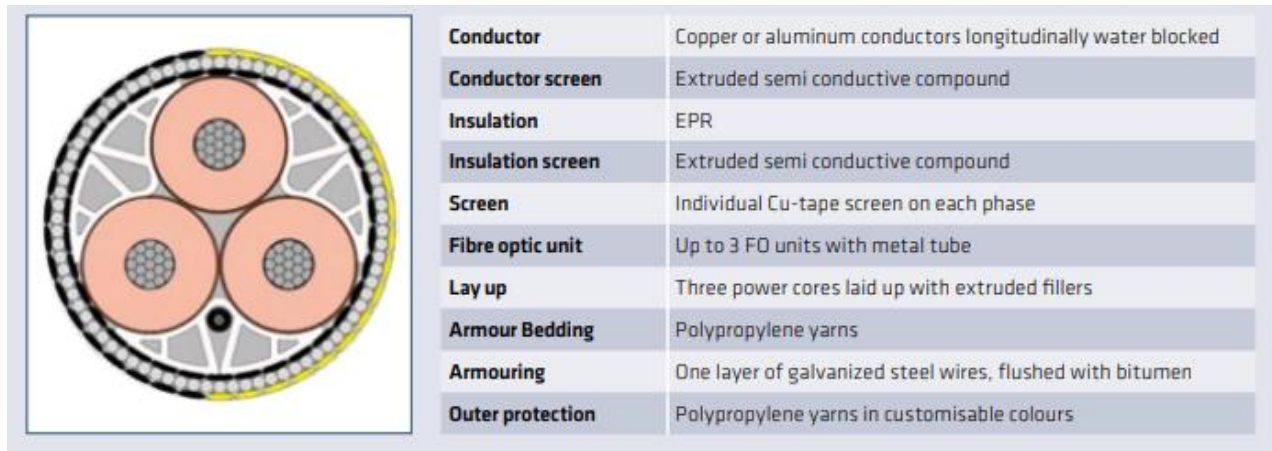 Conductor Copper or aluminum conductors longitudinally water blocked
Conductor screen Extruded semi conductive compound
Insulation EPR
Insulation screen Extruded semi conductive compound
Screen Individual Cu-tape screen on each phase
Fibre optic unit Up to 3 FO units with metal tube
Lay up Three power cores laid up with extruded fillers
Armour Bedding Polypropylene yarns
Armouring One layer of galvanized steel wires, flushed with bitumen
Outer protection Polypropylene yarns in customisable colours